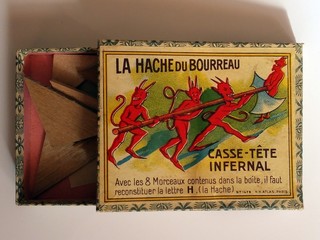 LA HACHE DU BOURREAU
CASSE-TÊTE
INFERNAL
Avec les 8 Morceaux contenus dans la boîte, il faut
reconstituer la lettre H, (la Hache)